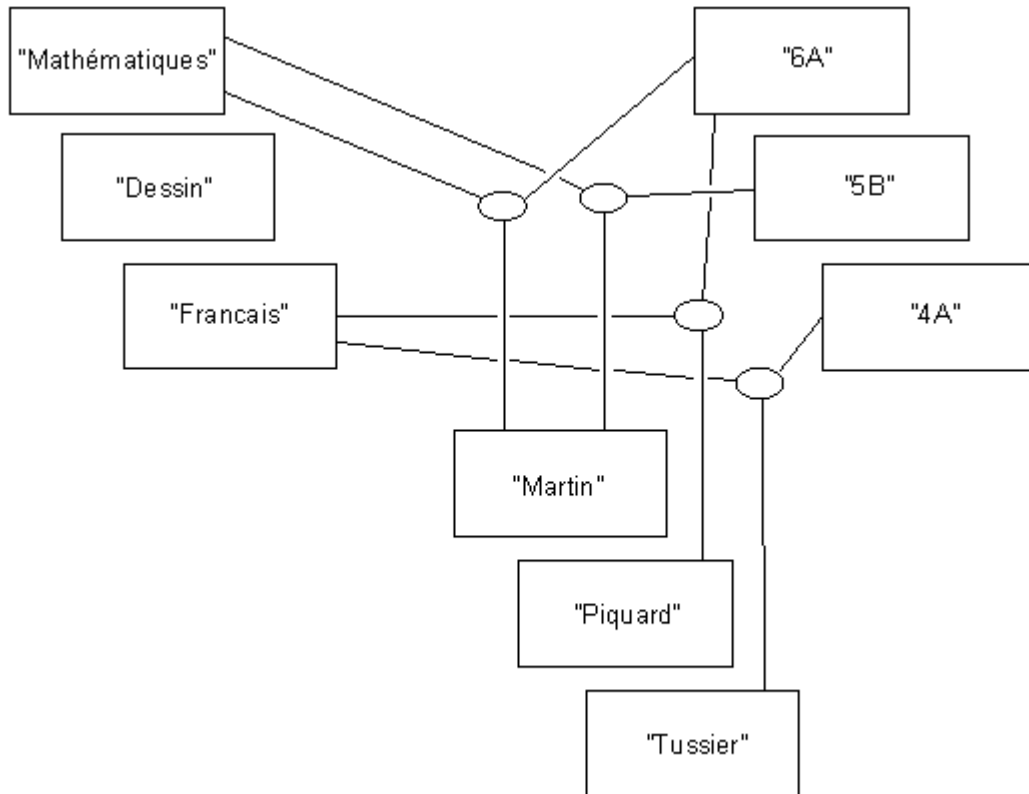 "Mathématiques"
"6A"
"Dessin"
"5B"
"Francais"
"4A"
"Martin"
"Piquard"
"Tussier"